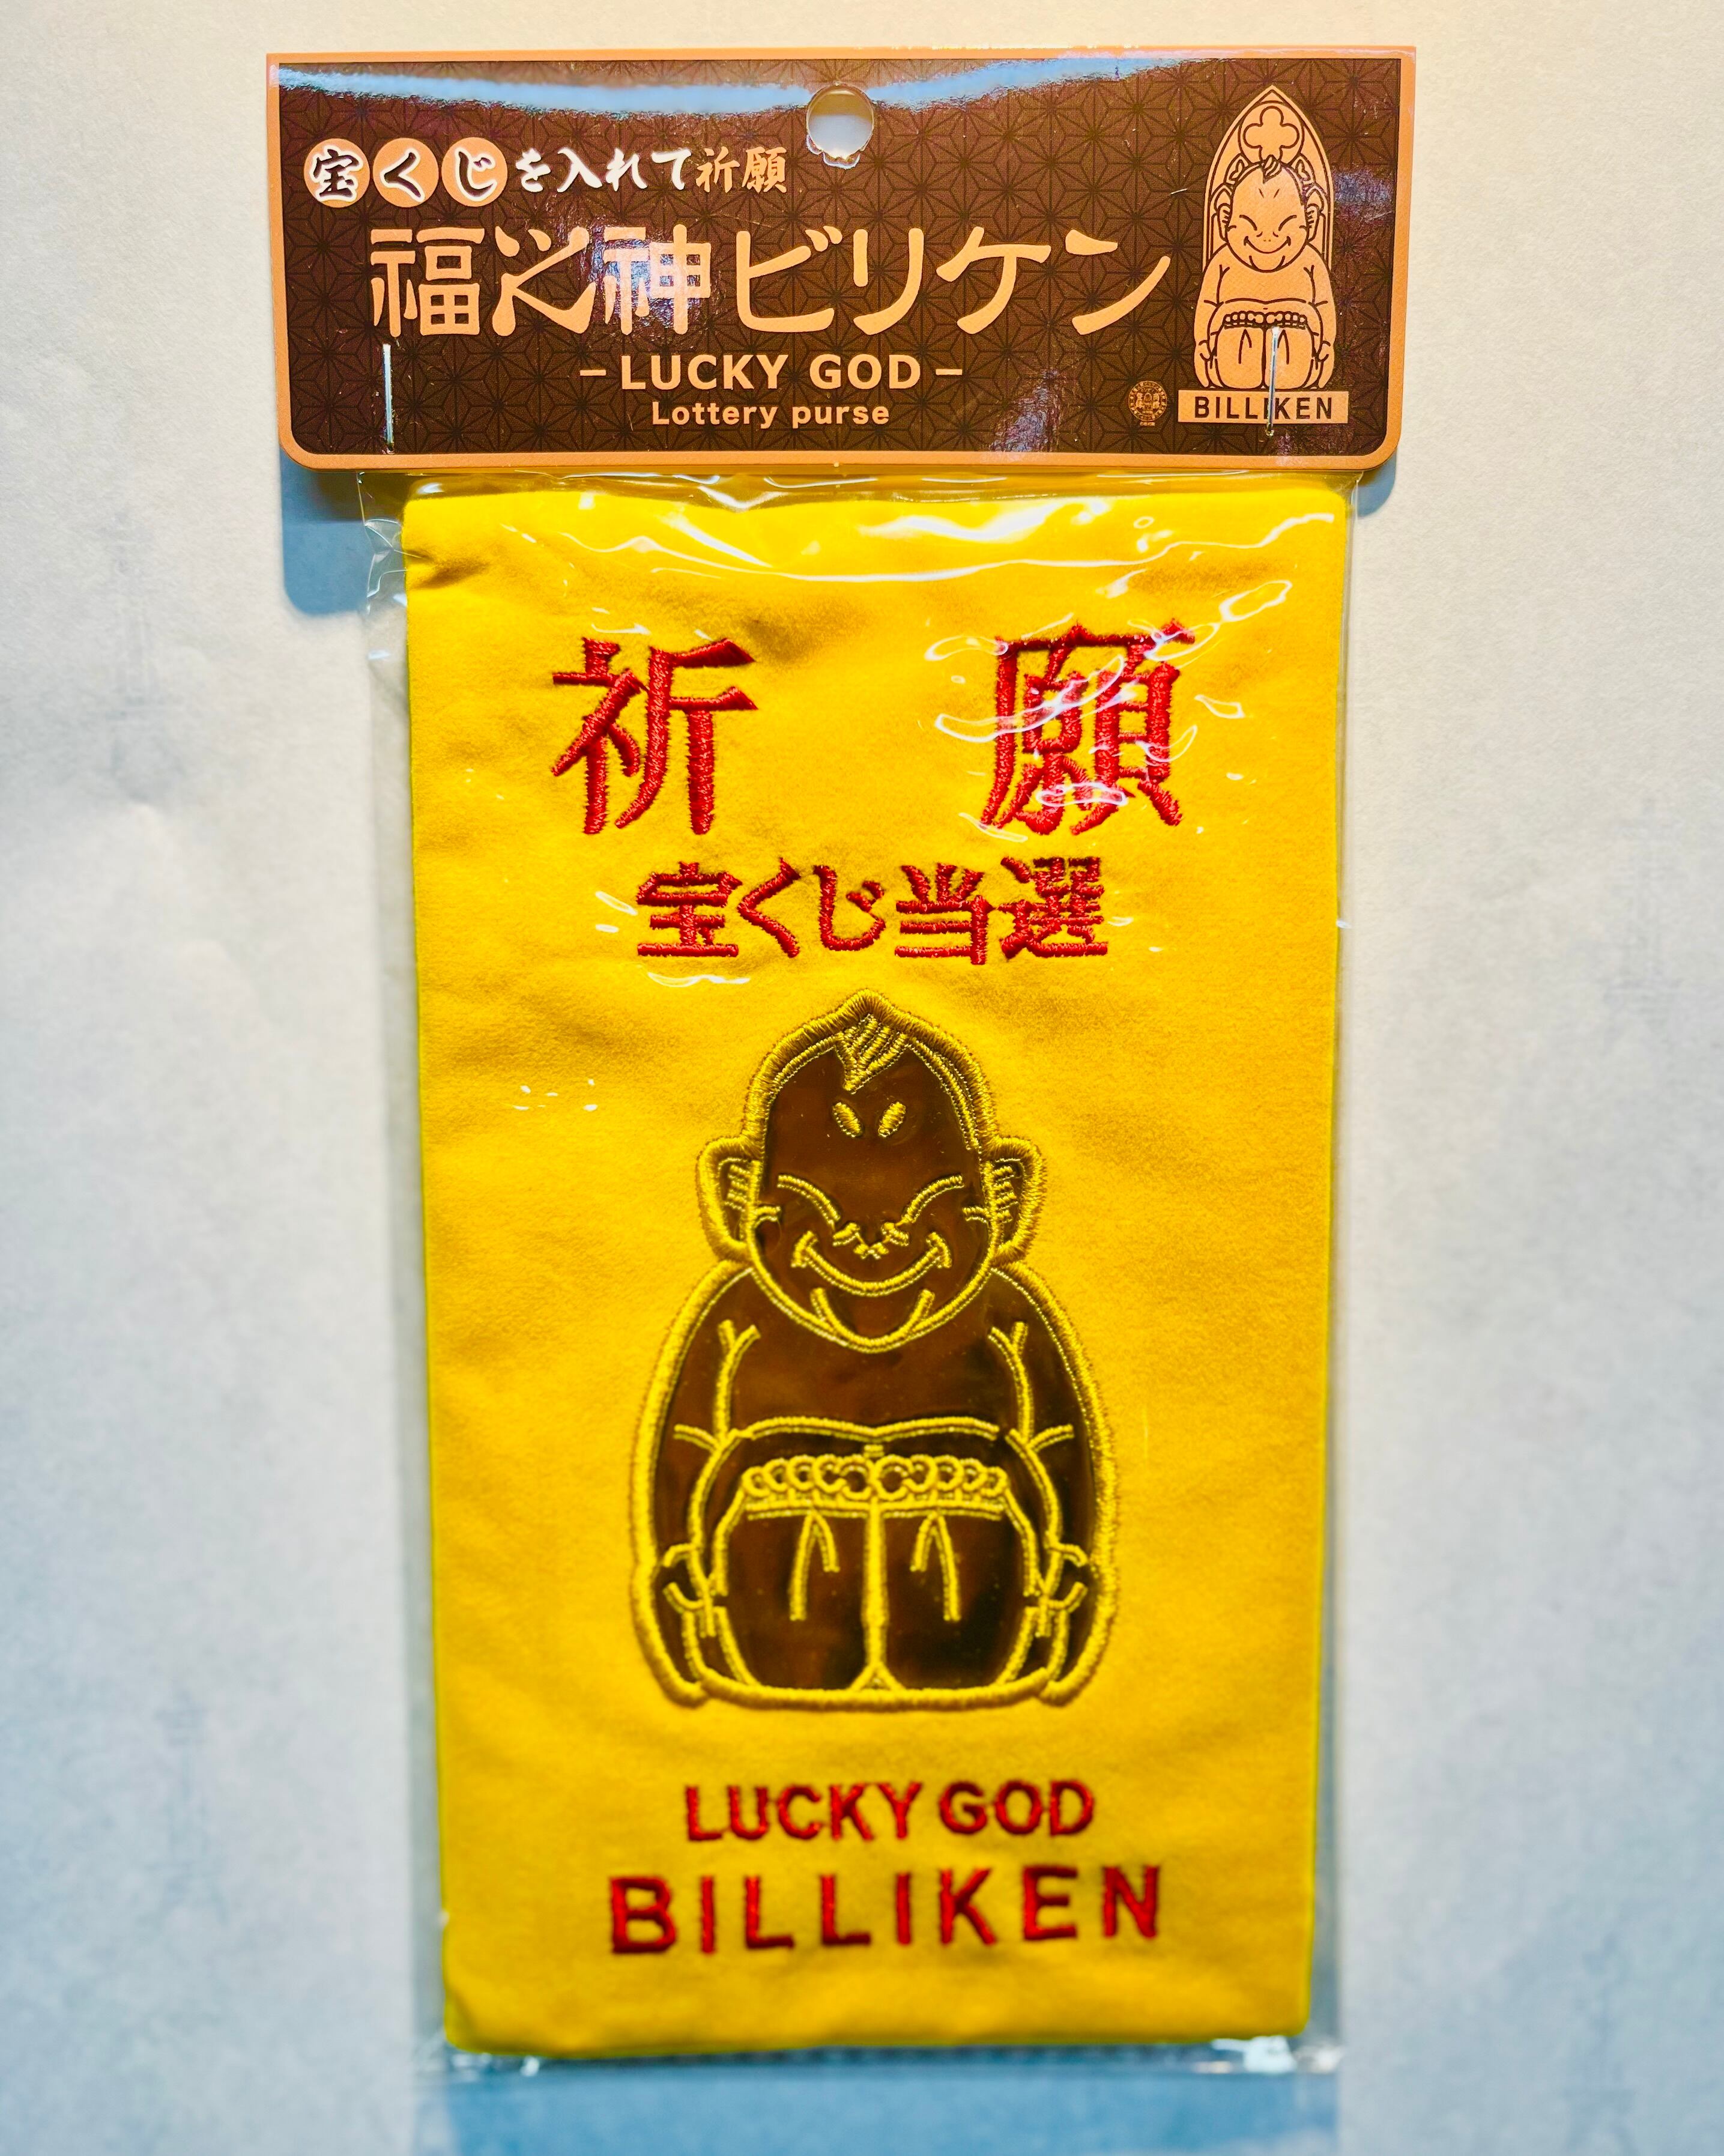 宝くじを入れて祈願
福之神ビリケン
-LUCKY GOD-
Lottery purse
BILLIKEN
祈 願
宝くじ当選
LUCKY GOD
BILLIKEN